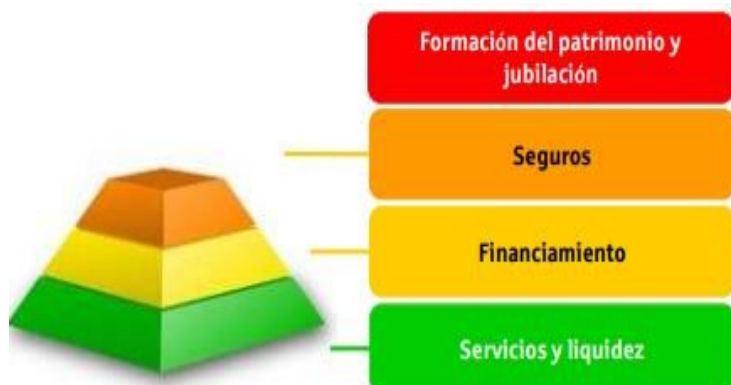 Formación del patrimonio y
jubilación
Seguros
Financiamiento
Servicios y liquidez